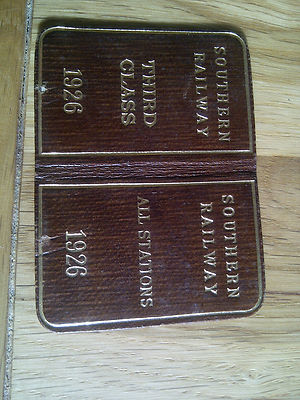 SOUTHERN
RAILWAY
THIRD
CLASS
1926
SOUTHERN
RAILWAY
ALL STATIONS
1926